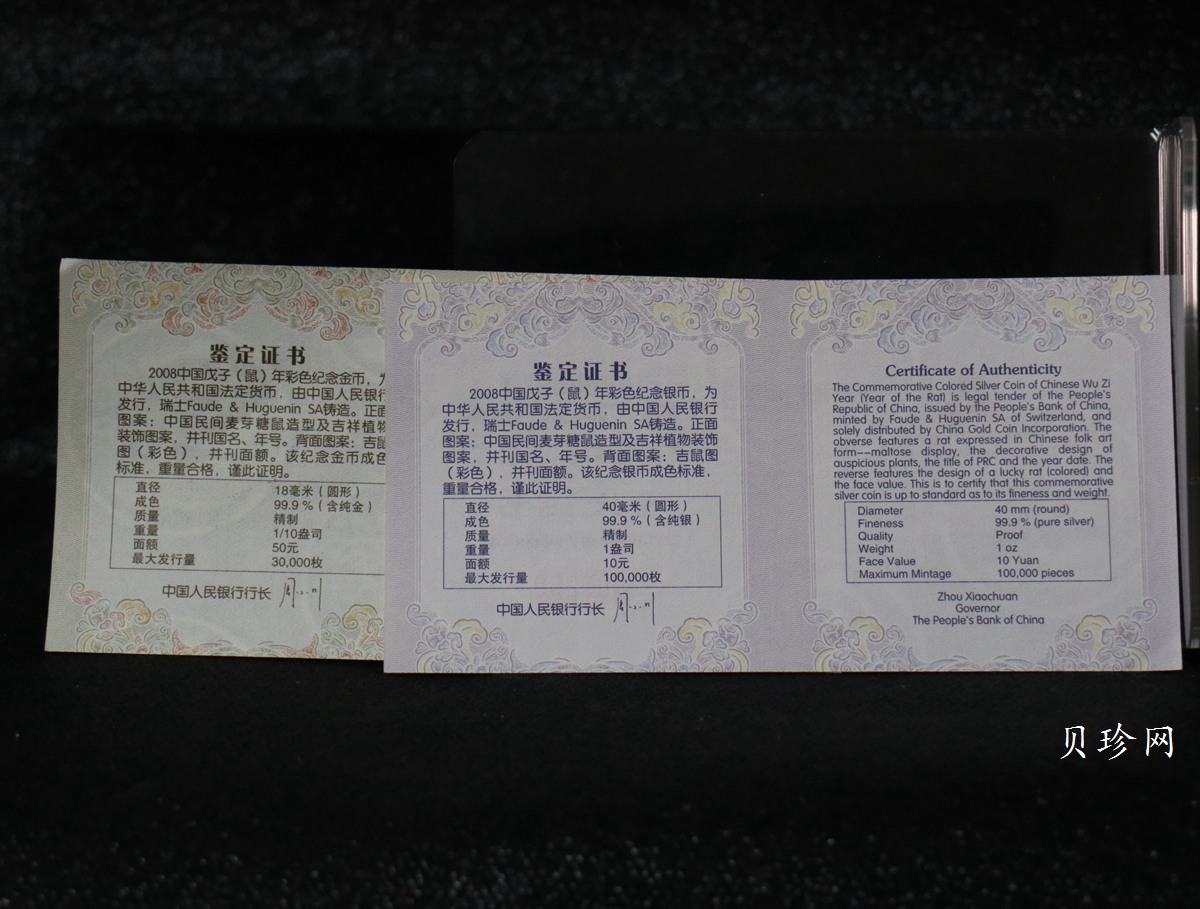 鉴定证书
2008中国戊子（鼠）年彩色纪念金币，为
中华人民共和国法定货币，由中国人民银行
发行，瑞士Faude & Huguenin SA铸造。正面
图案：中国民间麦芽糖鼠造型及吉祥植物
装饰图案，并刊国名、年号。背面图案：吉鼠
图（彩色），并刊面额。该纪念金币成色
标准，重量合格，谨此证明。
直径 18毫米（圆形）
成色 99.9％（含纯金）
质量 精制
重量 1/10盎司
面额 50元
最大发行量 30,000枚
中国人民银行行长
鉴定证书
2008中国戊子（鼠）年彩色纪念银币，为
中华人民共和国法定货币，由中国人民银行
发行，瑞士Faude & Huguenin SA铸造。正面
图案：中国民间麦芽糖鼠造型及吉祥植物装饰
图案，并刊国名、年号。背面图案：吉鼠图
（彩色），并刊面额。该纪念银币成色标准，
重量合格，谨此证明。
直径 40毫米（圆形）
成色 99.9％（含纯银）
质量 精制
重量 1盎司
面额 10元
最大发行量 100,000枚
中国人民银行行长
Certificate of Authenticity
The Commemorative Colored Silver Coin of Chinese Wu Zi
Year (Year of the Rat) is legal tender of the People's
Republic of China, issued by the People's Bank of China,
minted by Faude & Huguenin SA of Switzerland, and
solely distributed by China Gold Coin Incorporation. The
obverse features a rat expressed in Chinese folk art
form--maltose display, the decorative design of
auspicious plants, the title of PRC and the year date. The
reverse features the design of a lucky rat (colored) and
the face value. This is to certify that this commemorative
silver coin is up to standard as to its fineness and weight.
Diameter 40 mm (round)
Fineness 99.9 % (pure silver)
Quality Proof
Weight 1 oz
Face Value 10 Yuan
Maximum Mintage 100,000 pieces
Zhou Xiaochuan
Governor
The People's Bank of China
贝珍网